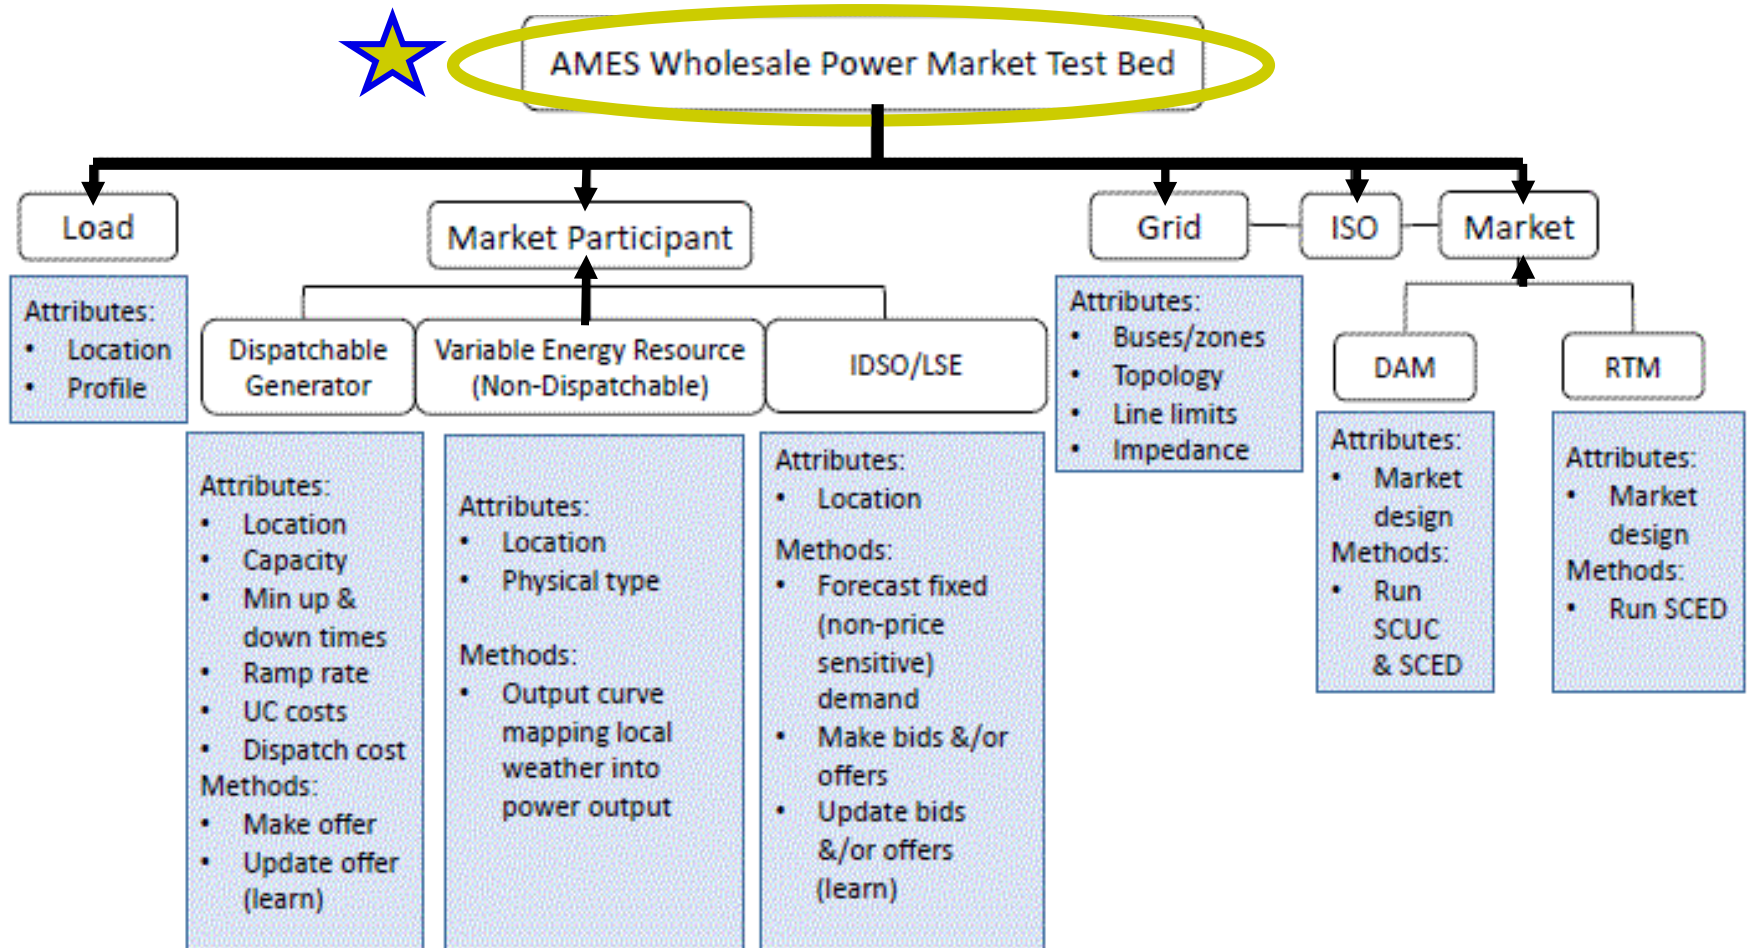 AMES Wholesale Power Market Test Bed
Load
Market Participant
Grid
ISO
Market
Attributes:
• Location
• Profile
Dispatchable
Generator
Variable Energy Resource
(Non-Dispatchable)
IDSO/LSE
Attributes:
• Buses/zones
• Topology
• Line limits
• Impedance
DAM
RTM
Attributes:
• Location
• Capacity
• Min up &
down times
• Ramp rate
• UC costs
• Dispatch cost
Methods:
• Make offer
• Update offer
(learn)
Attributes:
• Location
• Physical type
Methods:
• Output curve
mapping local
weather into
power output
Attributes:
• Location
Methods:
• Forecast fixed
(non-price
sensitive)
demand
• Make bids &/or
offers
• Update bids
&/or offers
(learn)
Attributes:
• Market
design
Methods:
• Run
SCUC
& SCED
Attributes:
• Market
design
Methods:
• Run SCED